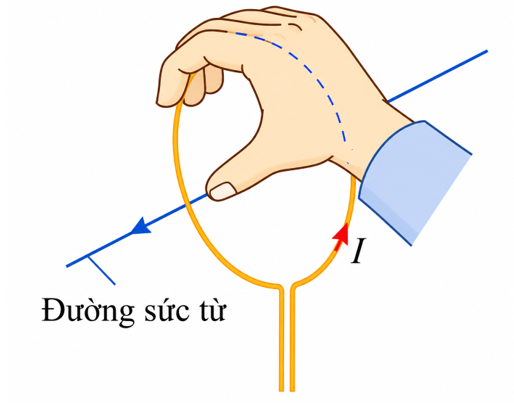 I
Đường sức từ